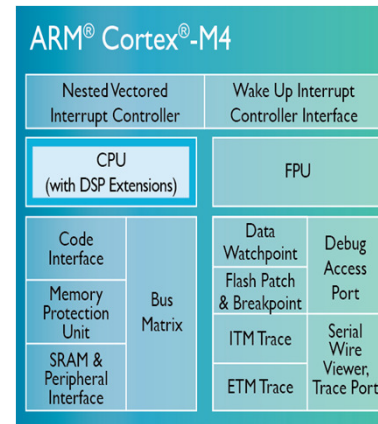 ARM® Cortex®-M4
Nested Vectored
Interrupt Controller
Wake Up Interrupt
Controller Interface
CPU
(with DSP Extensions)
FPU
Code
Interface
Memory
Protection
Unit
SRAM &
Peripheral
Interface
Bus
Matrix
Data
Watchpoint
Flash Patch
& Breakpoint
ITM Trace
ETM Trace
Debug
Access
Port
Serial
Wire
Viewer,
Trace Port